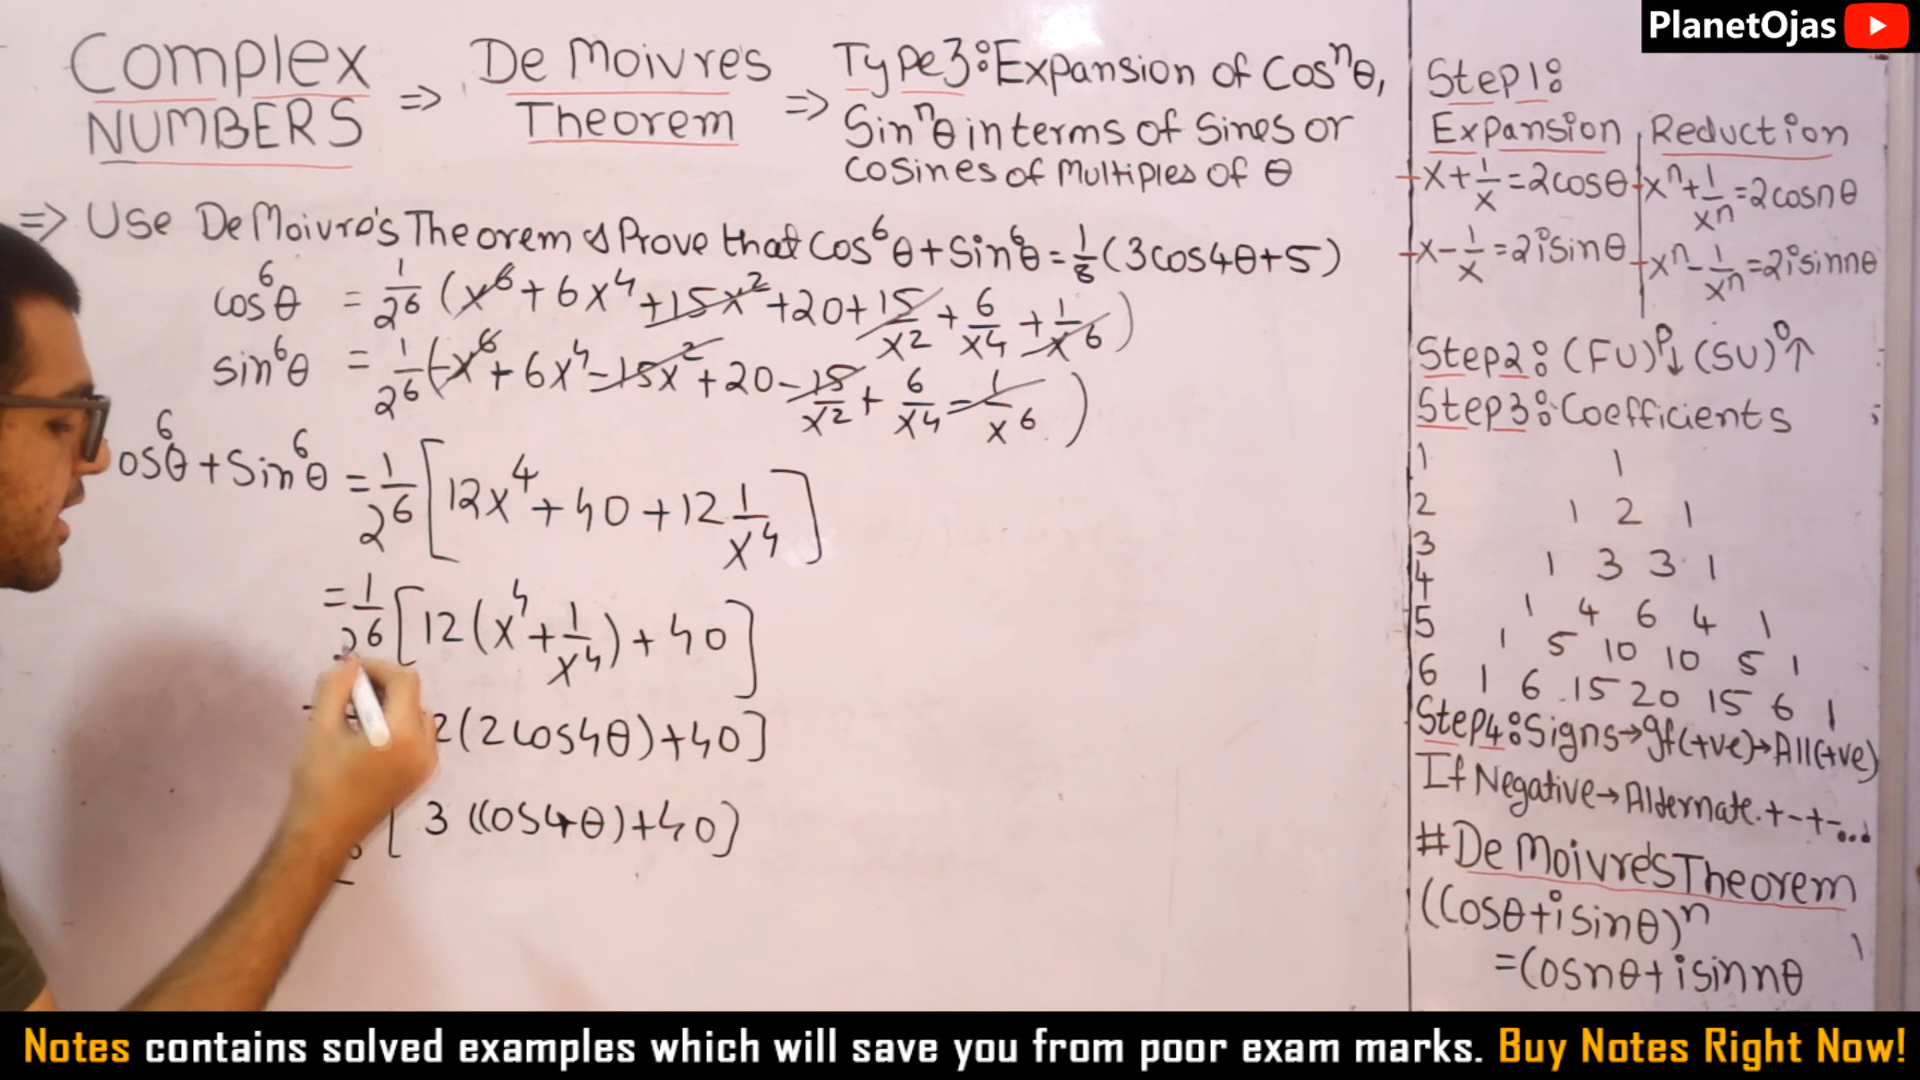 PlanetOjas
Complex
NUMBERS
=> De Moivres
Theorem
=> Type3:Expansion of Cosⁿθ,
Sinⁿθ in terms of Sines or
cosines of Multiples of θ
=> Use De Moivre's Theorem & Prove that Cos⁶θ+Sin⁶θ=1/8(3cos4θ+5)
cos⁶θ = 1/2⁶ (x⁶+6x⁴+15x²+20+15/x²+6/x⁴+1/x⁶)
sin⁶θ = 1/2⁶(-x⁶+6x⁴-15x²+20-15/x²+6/x⁴-1/x⁶)
os⁶θ+Sin⁶θ = 1/2⁶[12x⁴+40+12 1/x⁴]
=1/2⁶[12(x⁴+1/x⁴)+40]
2(2cos4θ)+40]
[3(cos4θ)+40]
Step1:
Expansion Reduction
x+1/x=2cosθ xⁿ+1/xⁿ=2cosnθ
x-1/x=2isinθ xⁿ-1/xⁿ=2isinnθ
Step2: (FU)ᴾ↓(SU)⁰↑
Step3: Coefficients
1 1
2 1 2 1
3 1 3 3 1
4 1 4 6 4 1
5 1 5 10 10 5 1
6 1 6 15 20 15 6 1
Step4: Signs→If(+ve)→All(+ve)
If Negative→Alternate.+-+-...
#De Moivre's Theorem
(Cosθ+isinθ)ⁿ
=Cosnθ+isinnθ
Notes contains solved examples which will save you from poor exam marks. Buy Notes Right Now!